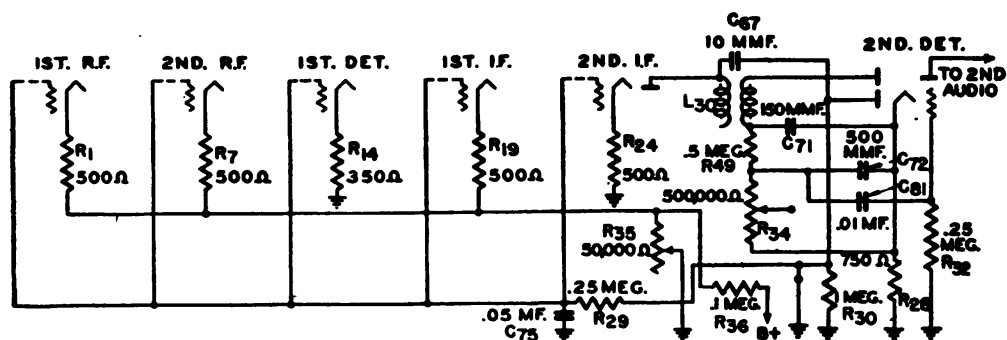 1ST. R.F.
2ND. R.F.
1ST. DET.
1ST. I.F.
2ND. I.F.
C67
10 MMF.
2ND. DET.
TO 2ND
AUDIO
L30
150 MMF.
C71
500
MMF.
C72
C81
.01 MF.
R1
500Ω
R7
500Ω
R14
350Ω
R19
500Ω
R24
500Ω
.5 MEG.
R49
500,000Ω
R34
R35
50,000Ω
750Ω
R28
.25
MEG.
R32
.25 MEG.
R29
.05 MF.
C75
.1 MEG.
R36
B+
1 MEG.
R30